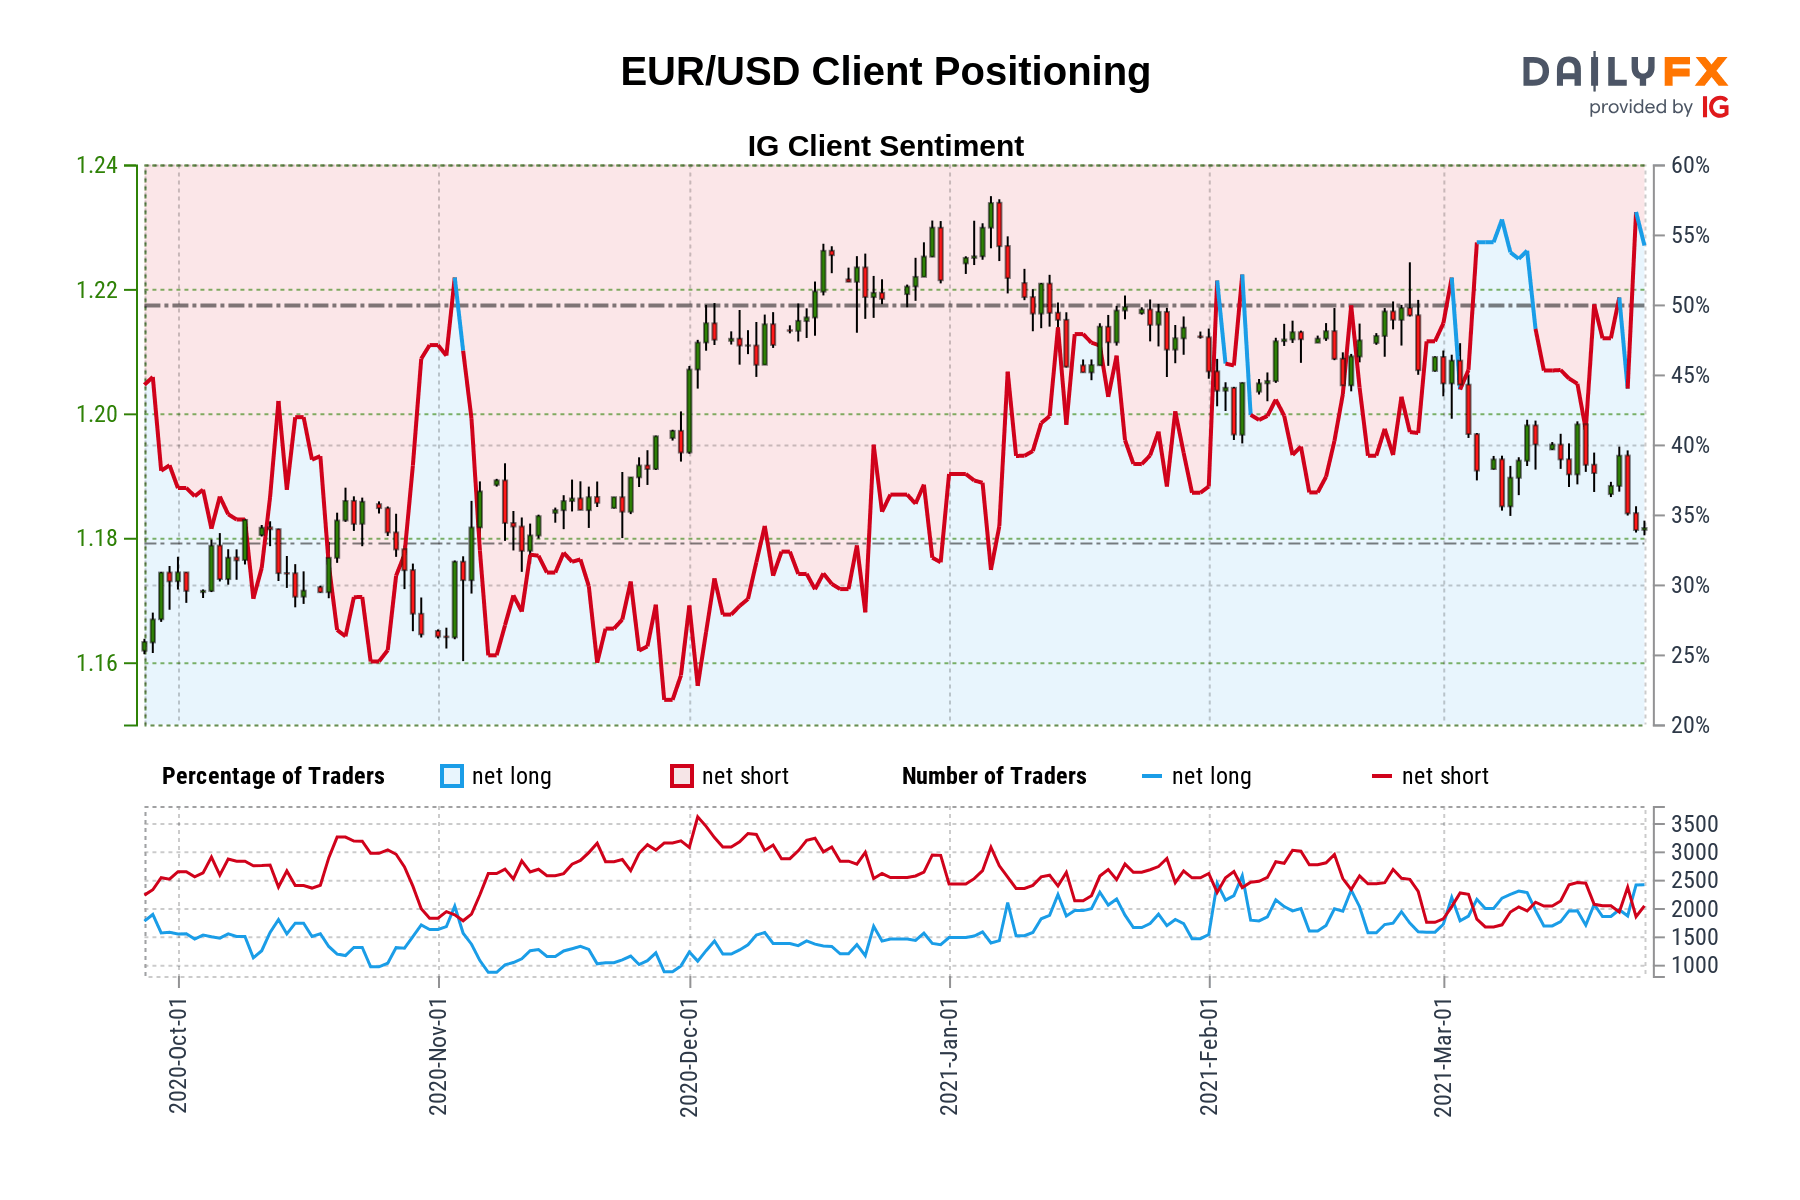 EUR/USD Client Positioning
DAILYFX
provided by IG
IG Client Sentiment
1.24
1.22
1.20
1.18
1.16
60%
55%
50%
45%
40%
35%
30%
25%
20%
Percentage of Traders net long net short Number of Traders net long net short
3500
3000
2500
2000
1500
1000
2020-Oct-01
2020-Nov-01
2020-Dec-01
2021-Jan-01
2021-Feb-01
2021-Mar-01